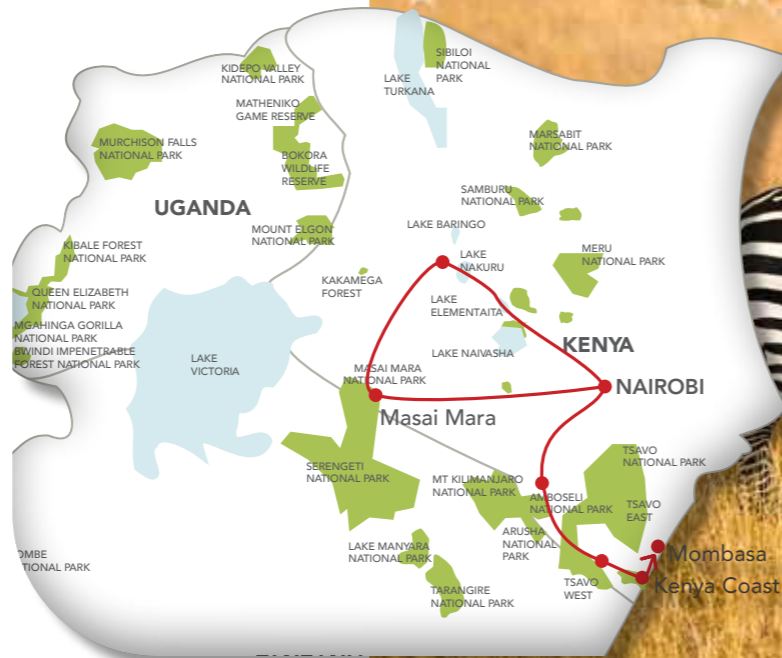 SIBILOI
NATIONAL
PARK
KIDEPO VALLEY
NATIONAL PARK
LAKE
TURKANA
MATHENIKO
GAME RESERVE
MURCHISON FALLS
NATIONAL PARK
MARSABIT
NATIONAL PARK
BOKORA
WILDLIFE
RESERVE
SAMBURU
NATIONAL PARK
UGANDA
MOUNT ELGON
NATIONAL PARK
LAKE BARINGO
KIBALE FOREST
NATIONAL PARK
LAKE
NAKURU
MERU
NATIONAL PARK
KAKAMEGA
FOREST
QUEEN ELIZABETH
NATIONAL PARK
LAKE
ELEMENTAITA
MGAHINGA GORILLA
NATIONAL PARK
BWINDI IMPENETRABLE
FOREST NATIONAL PARK
LAKE
VICTORIA
LAKE NAIVASHA
KENYA
MASAI MARA
NATIONAL PARK
NAIROBI
Masai Mara
TSAVO
NATIONAL PARK
SERENGETI
NATIONAL PARK
MT KILIMANJARO
NATIONAL PARK
AMBOSELI
NATIONAL PARK
TSAVO
EAST
ARUSHA
NATIONAL
PARK
LAKE MANYARA
NATIONAL PARK
OMBE
TIONAL PARK
Mombasa
TSAVO
WEST
Kenya Coast
TARANGIRE
NATIONAL PARK